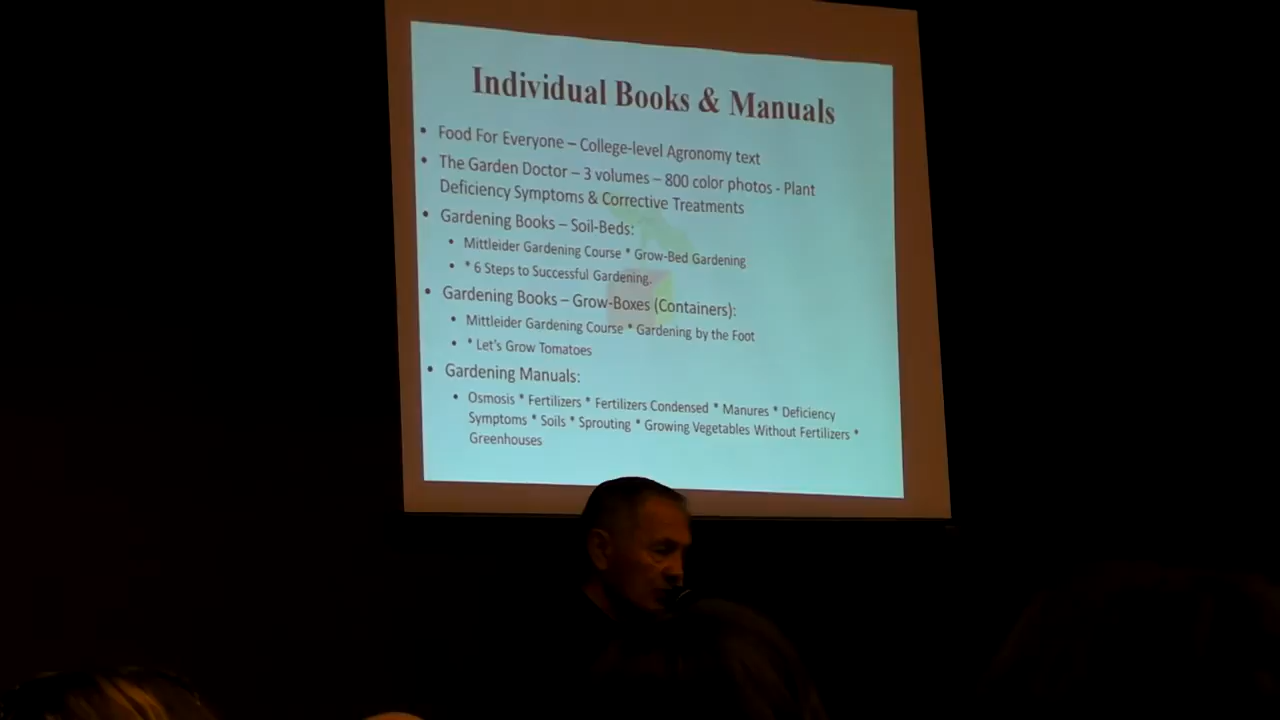 Individual Books & Manuals
• Food For Everyone – College-level Agronomy text
• The Garden Doctor – 3 volumes – 800 color photos - Plant
Deficiency Symptoms & Corrective Treatments
• Gardening Books – Soil-Beds:
• Mittleider Gardening Course * Grow-Bed Gardening
• * 6 Steps to Successful Gardening.
• Gardening Books – Grow-Boxes (Containers):
• Mittleider Gardening Course * Gardening by the Foot
• * Let's Grow Tomatoes
• Gardening Manuals:
• Osmosis * Fertilizers * Fertilizers Condensed * Manures * Deficiency
Symptoms * Soils * Sprouting * Growing Vegetables Without Fertilizers *
Greenhouses